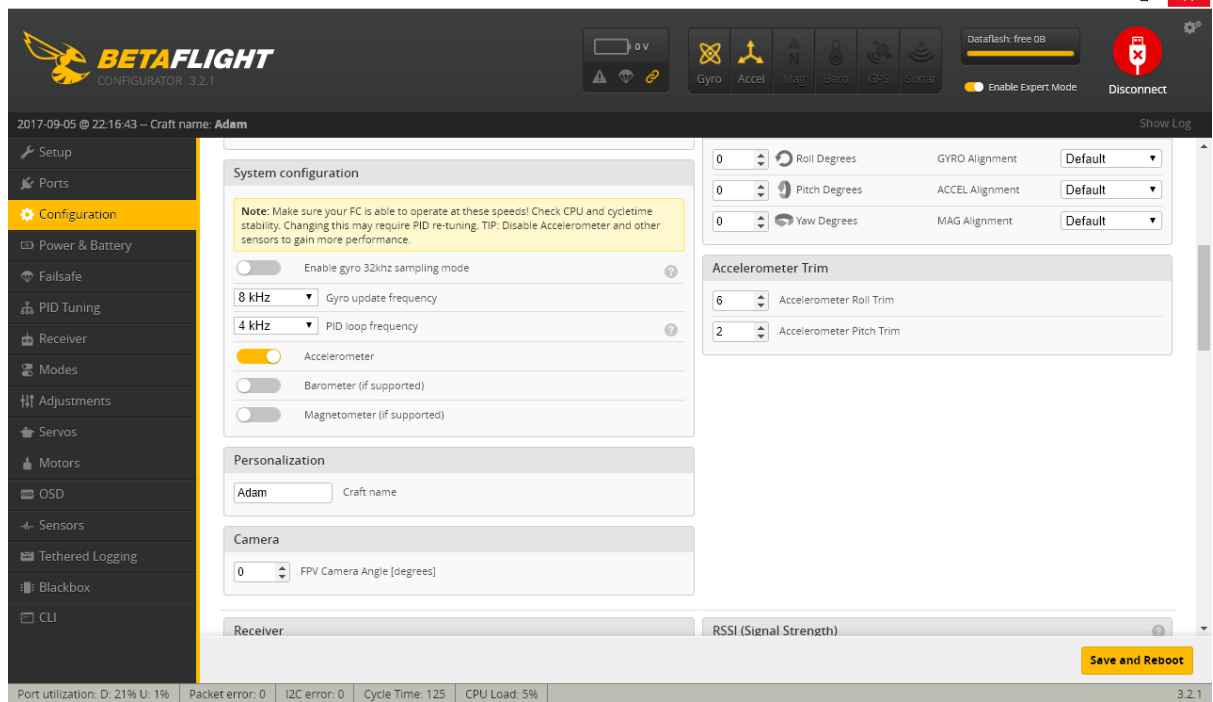 BETAFLIGHT
CONFIGURATOR 3.2.1
0 V
Gyro Accel Mag Baro GPS Sonar
Dataflash: free 0B
Enable Expert Mode
Disconnect
2017-09-05 @ 22:16:43 -- Craft name: Adam
Show Log
Setup
Ports
Configuration
Power & Battery
Failsafe
PID Tuning
Receiver
Modes
Adjustments
Servos
Motors
OSD
Sensors
Tethered Logging
Blackbox
CLI
System configuration
Note: Make sure your FC is able to operate at these speeds! Check CPU and cycletime
stability. Changing this may require PID re-tuning. TIP: Disable Accelerometer and other
sensors to gain more performance.
Enable gyro 32khz sampling mode
8 kHz Gyro update frequency
4 kHz PID loop frequency
Accelerometer
Barometer (if supported)
Magnetometer (if supported)
Personalization
Adam Craft name
Camera
0 FPV Camera Angle [degrees]
Receiver
0 Roll Degrees GYRO Alignment Default
0 Pitch Degrees ACCEL Alignment Default
0 Yaw Degrees MAG Alignment Default
Accelerometer Trim
6 Accelerometer Roll Trim
2 Accelerometer Pitch Trim
RSSI (Signal Strength)
Save and Reboot
Port utilization: D: 21% U: 1% Packet error: 0 I2C error: 0 Cycle Time: 125 CPU Load: 5% 3.2.1